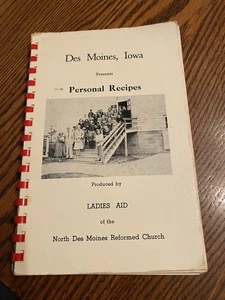 Des Moines, Iowa
Presents
Personal Recipes
Produced by
LADIES AID
of the
North Des Moines Reformed Church